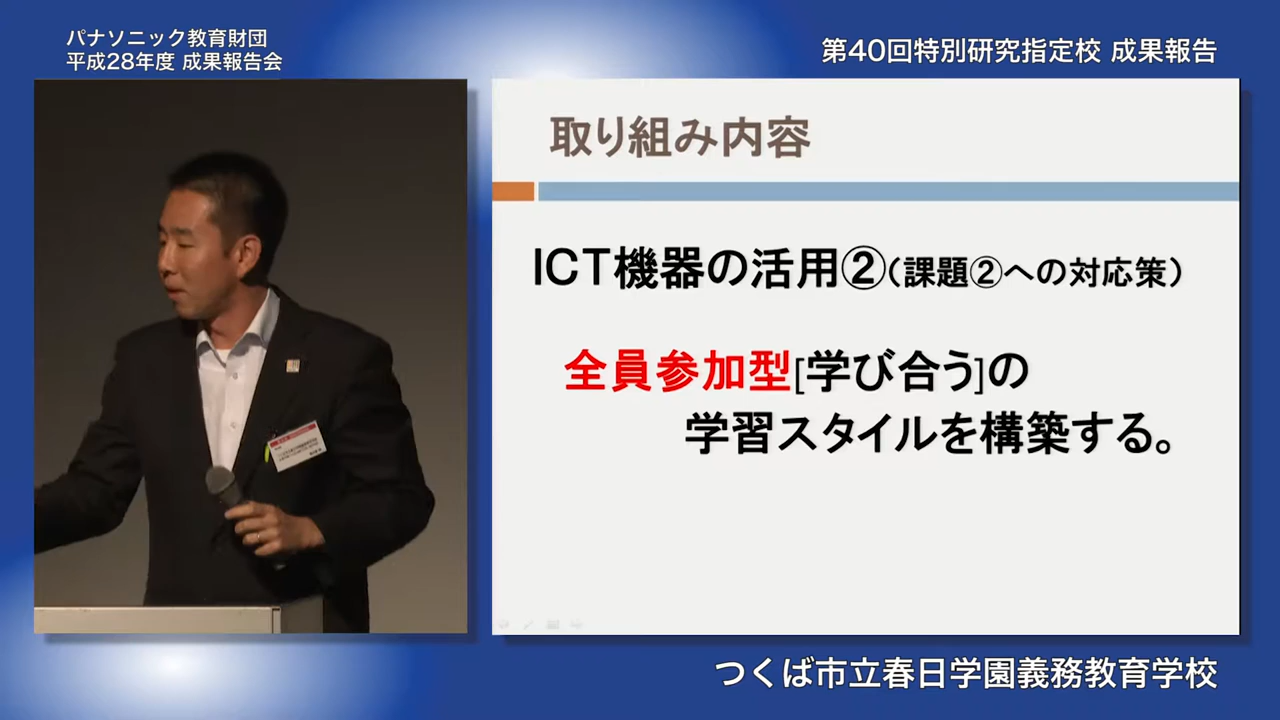 パナソニック教育財団
平成28年度 成果報告会
第40回特別研究指定校 成果報告
取り組み内容
ICT機器の活用②(課題②への対応策)
全員参加型[学び合う]の
学習スタイルを構築する。
つくば市立春日学園義務教育学校